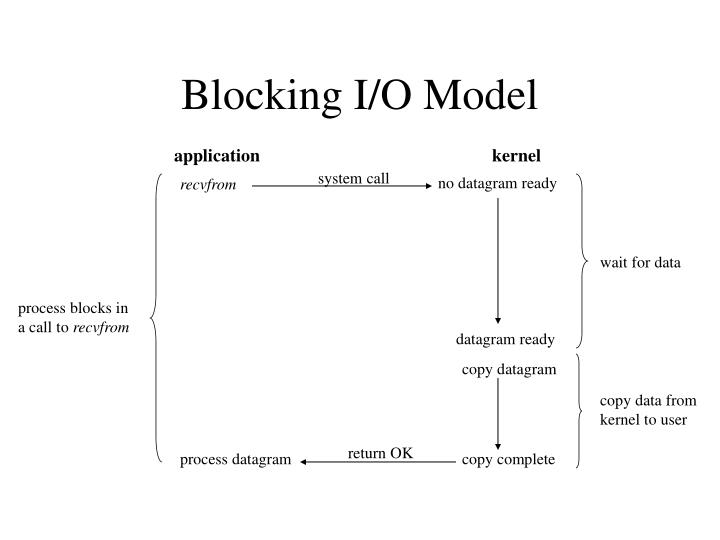 Blocking I/O Model
application
kernel
recvfrom
system call
no datagram ready
wait for data
process blocks in
a call to recvfrom
datagram ready
copy datagram
copy data from
kernel to user
process datagram
return OK
copy complete